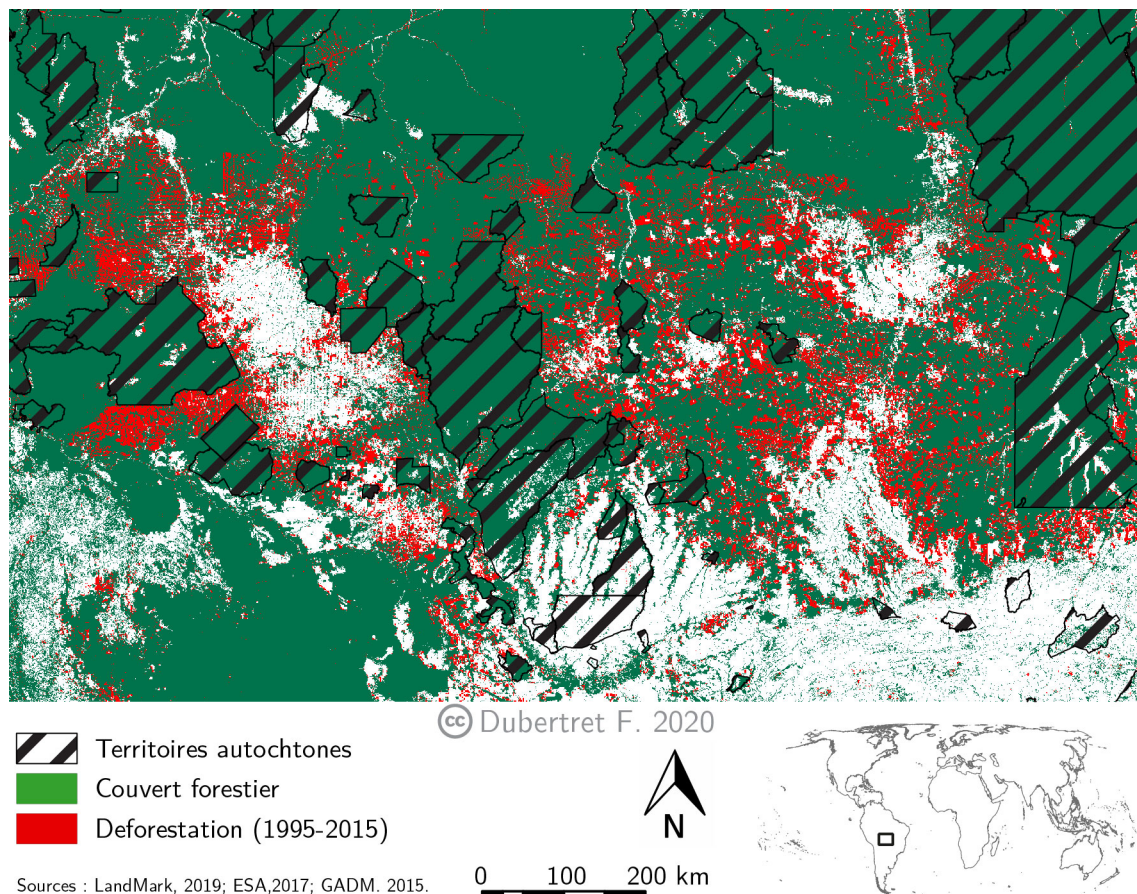 cc Dubertret F. 2020
Territoires autochtones
Couvert forestier
Deforestation (1995-2015)
N
0 100 200 km
Sources : LandMark, 2019; ESA,2017; GADM. 2015.